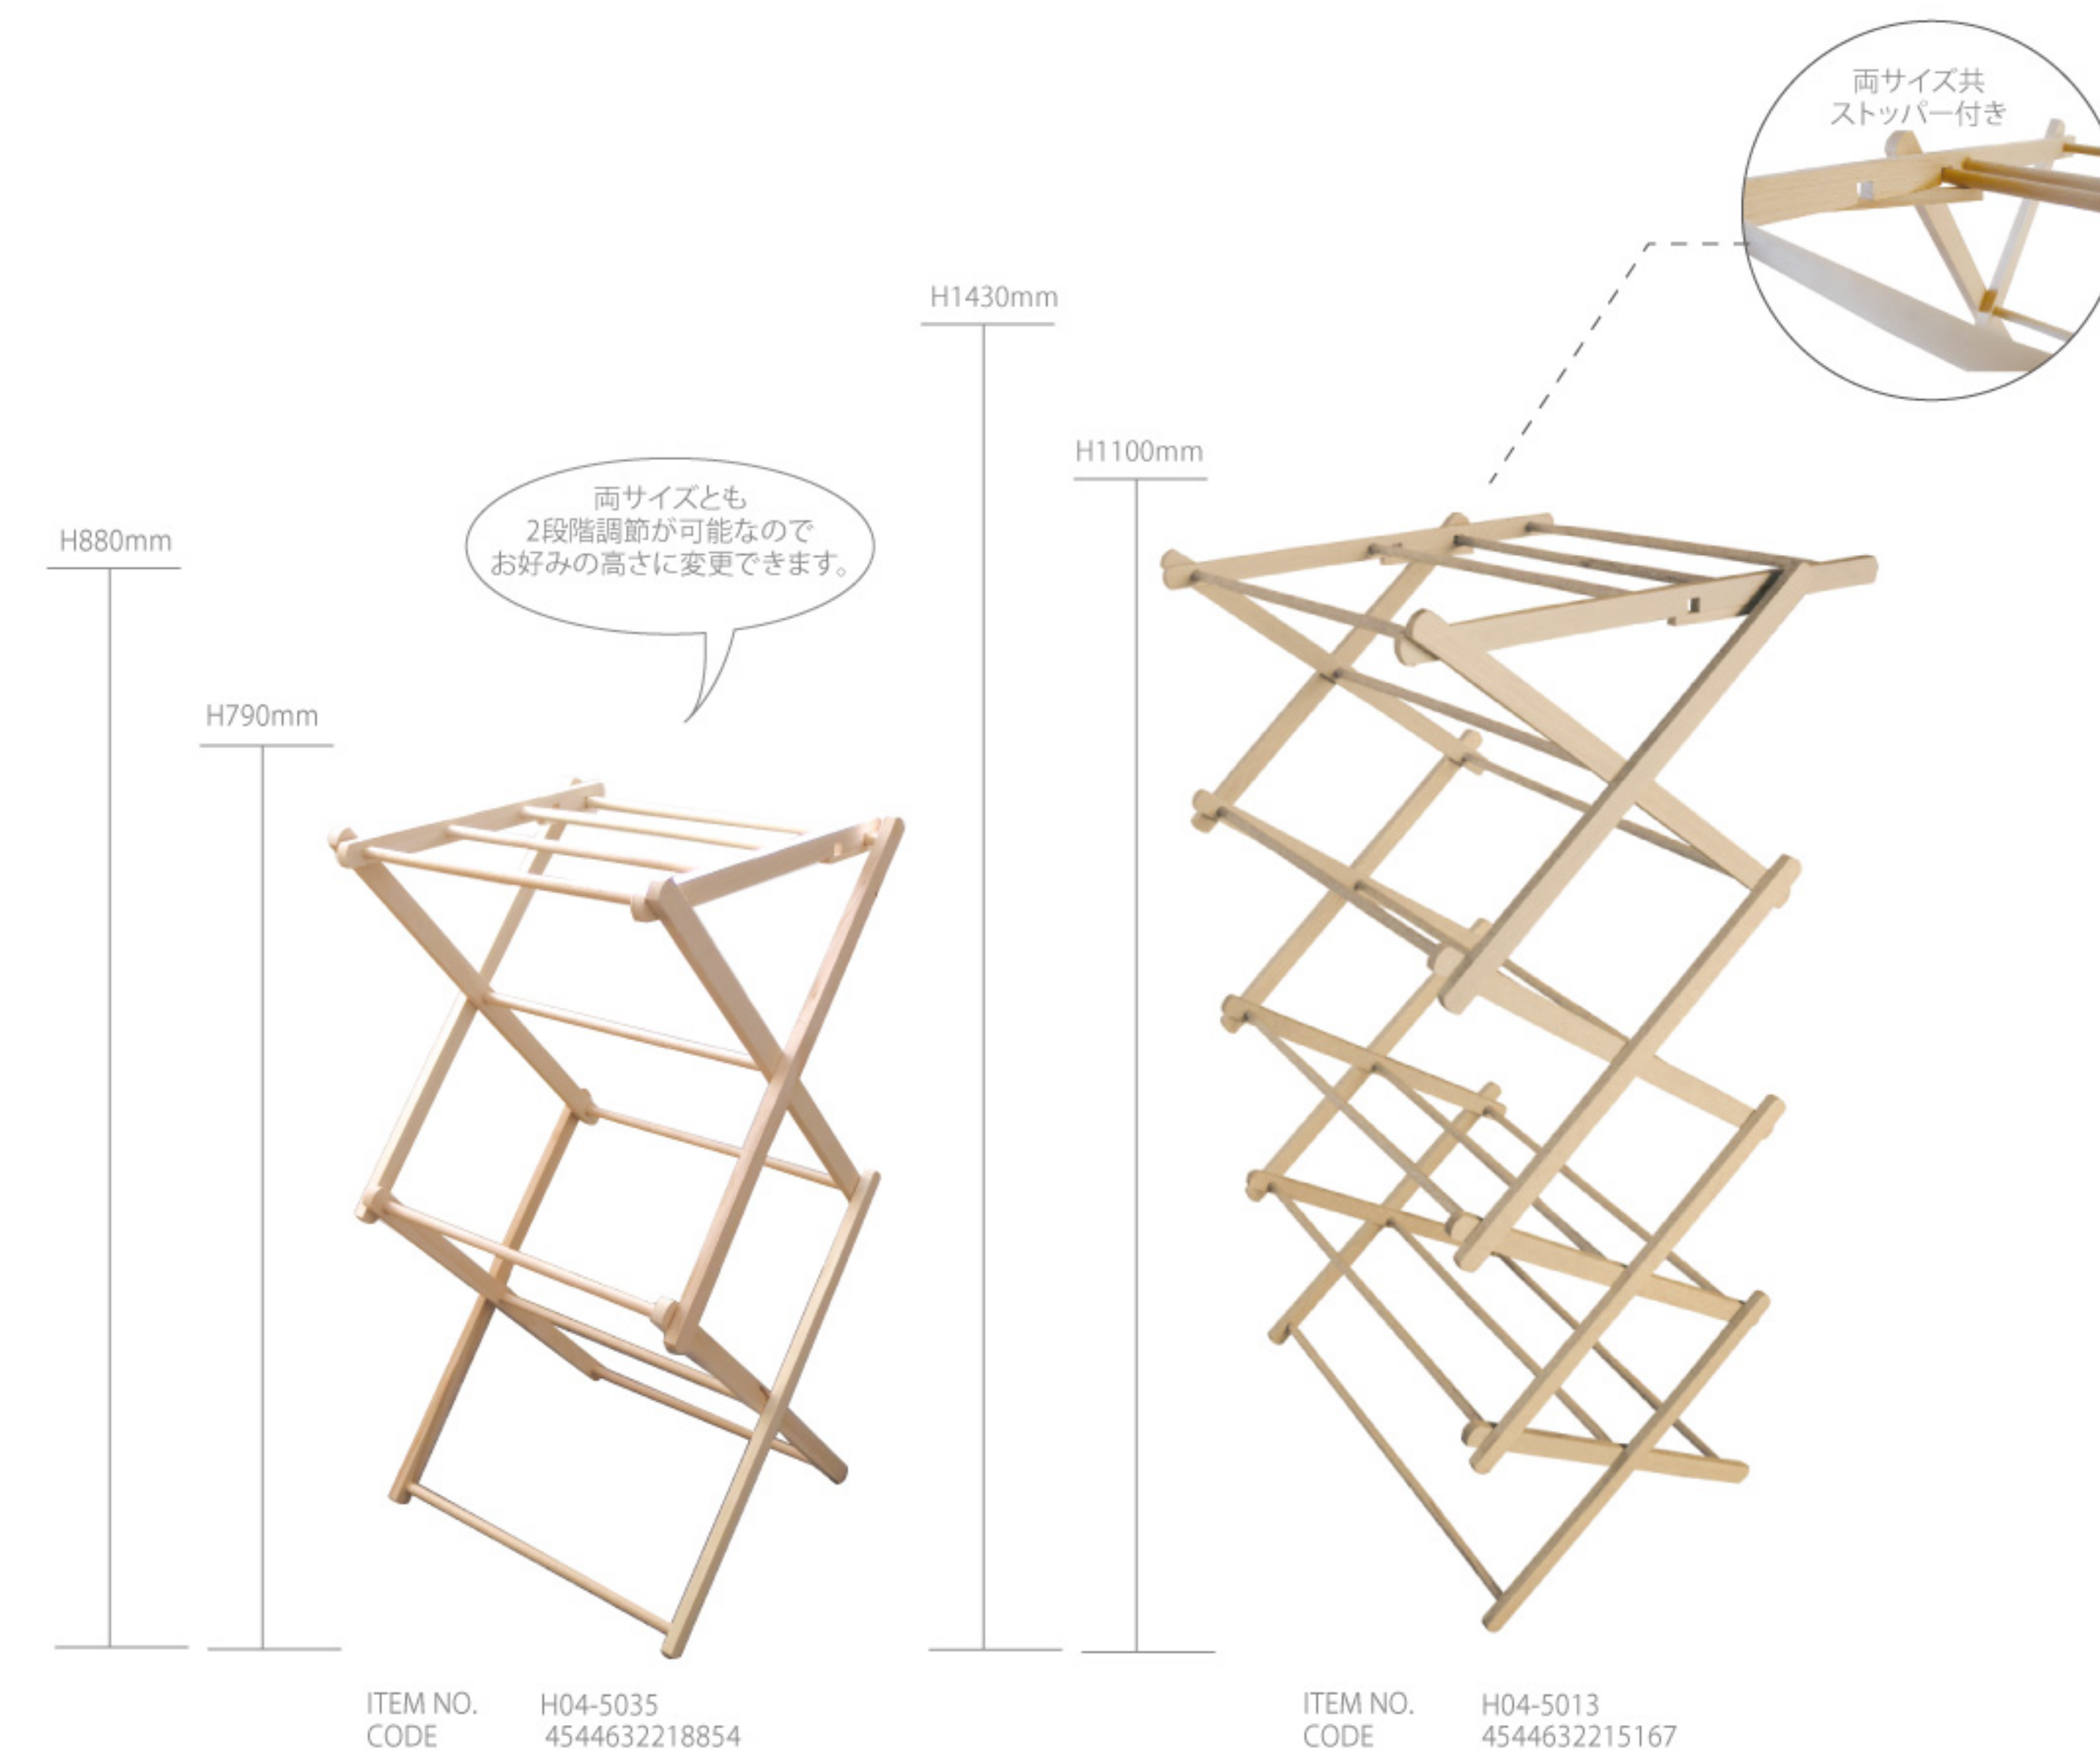 両サイズ共
ストッパー付き
H1430mm
H1100mm
両サイズとも
2段階調節が可能なので
お好みの高さに変更できます。
H880mm
H790mm
ITEM NO. H04-5035
CODE 4544632218854
ITEM NO. H04-5013
CODE 4544632215167